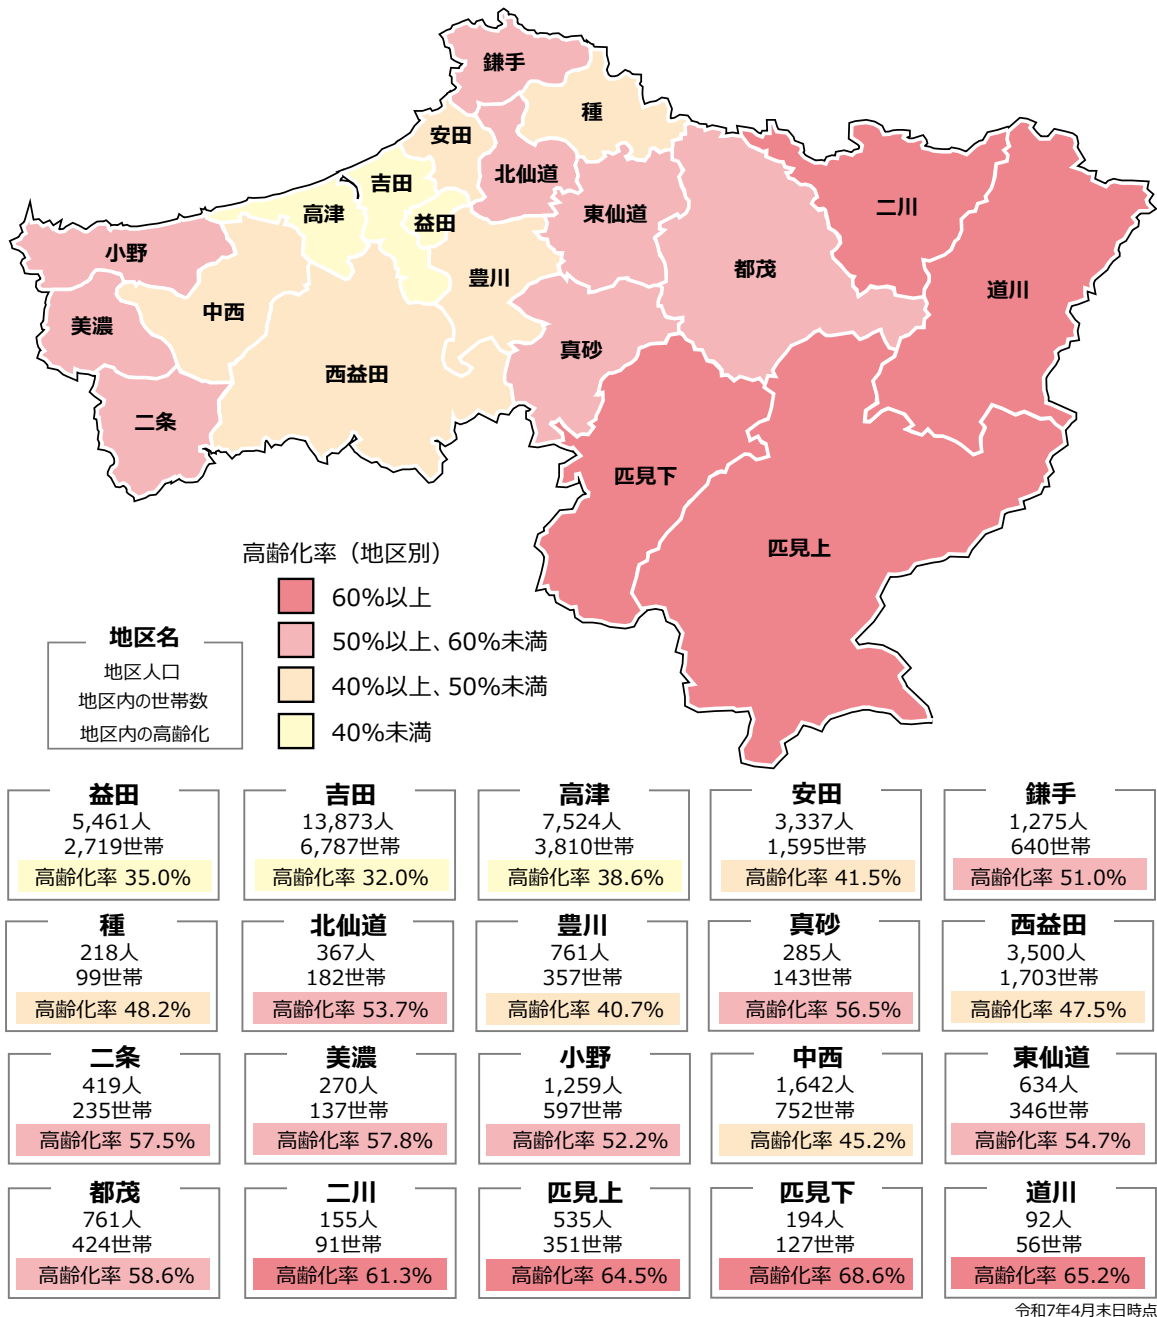 鎌手
種
安田
北仙道
吉田
二川
高津
益田
東仙道
小野
都茂
豊川
道川
中西
美濃
真砂
西益田
二条
匹見下
匹見上
高齢化率（地区別）
60%以上
50%以上、60%未満
40%以上、50%未満
40%未満
地区名
地区人口
地区内の世帯数
地区内の高齢化
益田
5,461人
2,719世帯
高齢化率 35.0%
吉田
13,873人
6,787世帯
高齢化率 32.0%
高津
7,524人
3,810世帯
高齢化率 38.6%
安田
3,337人
1,595世帯
高齢化率 41.5%
鎌手
1,275人
640世帯
高齢化率 51.0%
種
218人
99世帯
高齢化率 48.2%
北仙道
367人
182世帯
高齢化率 53.7%
豊川
761人
357世帯
高齢化率 40.7%
真砂
285人
143世帯
高齢化率 56.5%
西益田
3,500人
1,703世帯
高齢化率 47.5%
二条
419人
235世帯
高齢化率 57.5%
美濃
270人
137世帯
高齢化率 57.8%
小野
1,259人
597世帯
高齢化率 52.2%
中西
1,642人
752世帯
高齢化率 45.2%
東仙道
634人
346世帯
高齢化率 54.7%
都茂
761人
424世帯
高齢化率 58.6%
二川
155人
91世帯
高齢化率 61.3%
匹見上
535人
351世帯
高齢化率 64.5%
匹見下
194人
127世帯
高齢化率 68.6%
道川
92人
56世帯
高齢化率 65.2%
令和7年4月末日時点